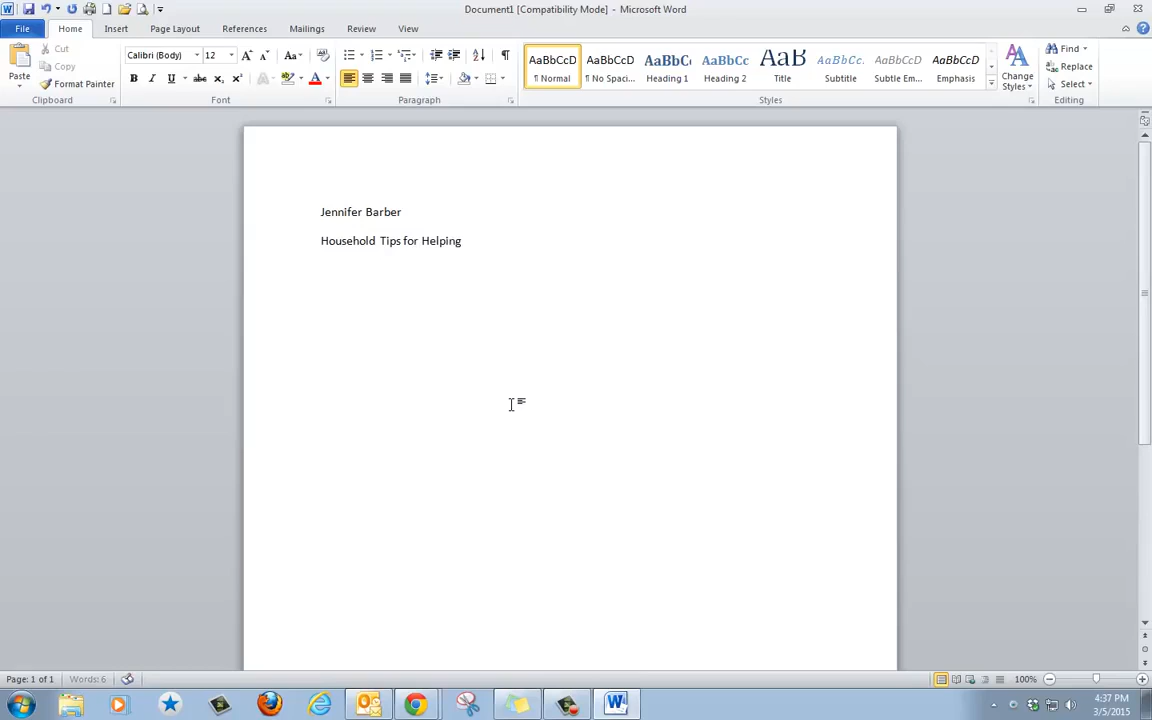 Document1 [Compatibility Mode] - Microsoft Word
File Home Insert Page Layout References Mailings Review View
Paste
Cut
Copy
Format Painter
Clipboard
Calibri (Body) 12
Font
Paragraph
AaBbCcD AaBbCcD AaBbC AaBbCc AaB AaBbCc. AaBbCcD AaBbCcD
¶ Normal ¶ No Spaci... Heading 1 Heading 2 Title Subtitle Subtle Em... Emphasis
Styles
Change Styles
Find
Replace
Select
Editing
Jennifer Barber
Household Tips for Helping
Page: 1 of 1 Words: 6 100%
4:37 PM
3/5/2015